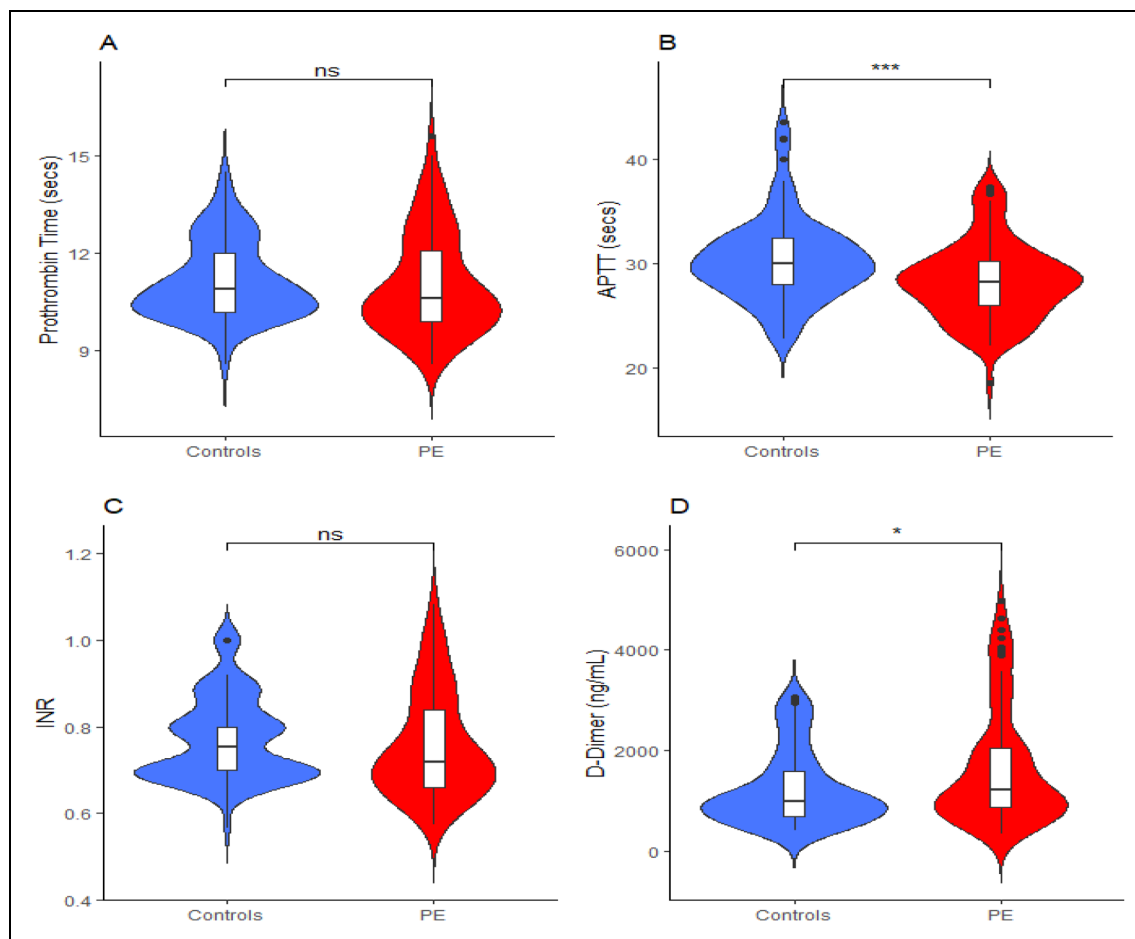 A
ns
Prothrombin Time (secs)
15
12
9
Controls PE
B
***
APTT (secs)
40
30
20
Controls PE
C
ns
INR
1.2
1.0
0.8
0.6
0.4
Controls PE
D
*
D-Dimer (ng/mL)
6000
4000
2000
0
Controls PE